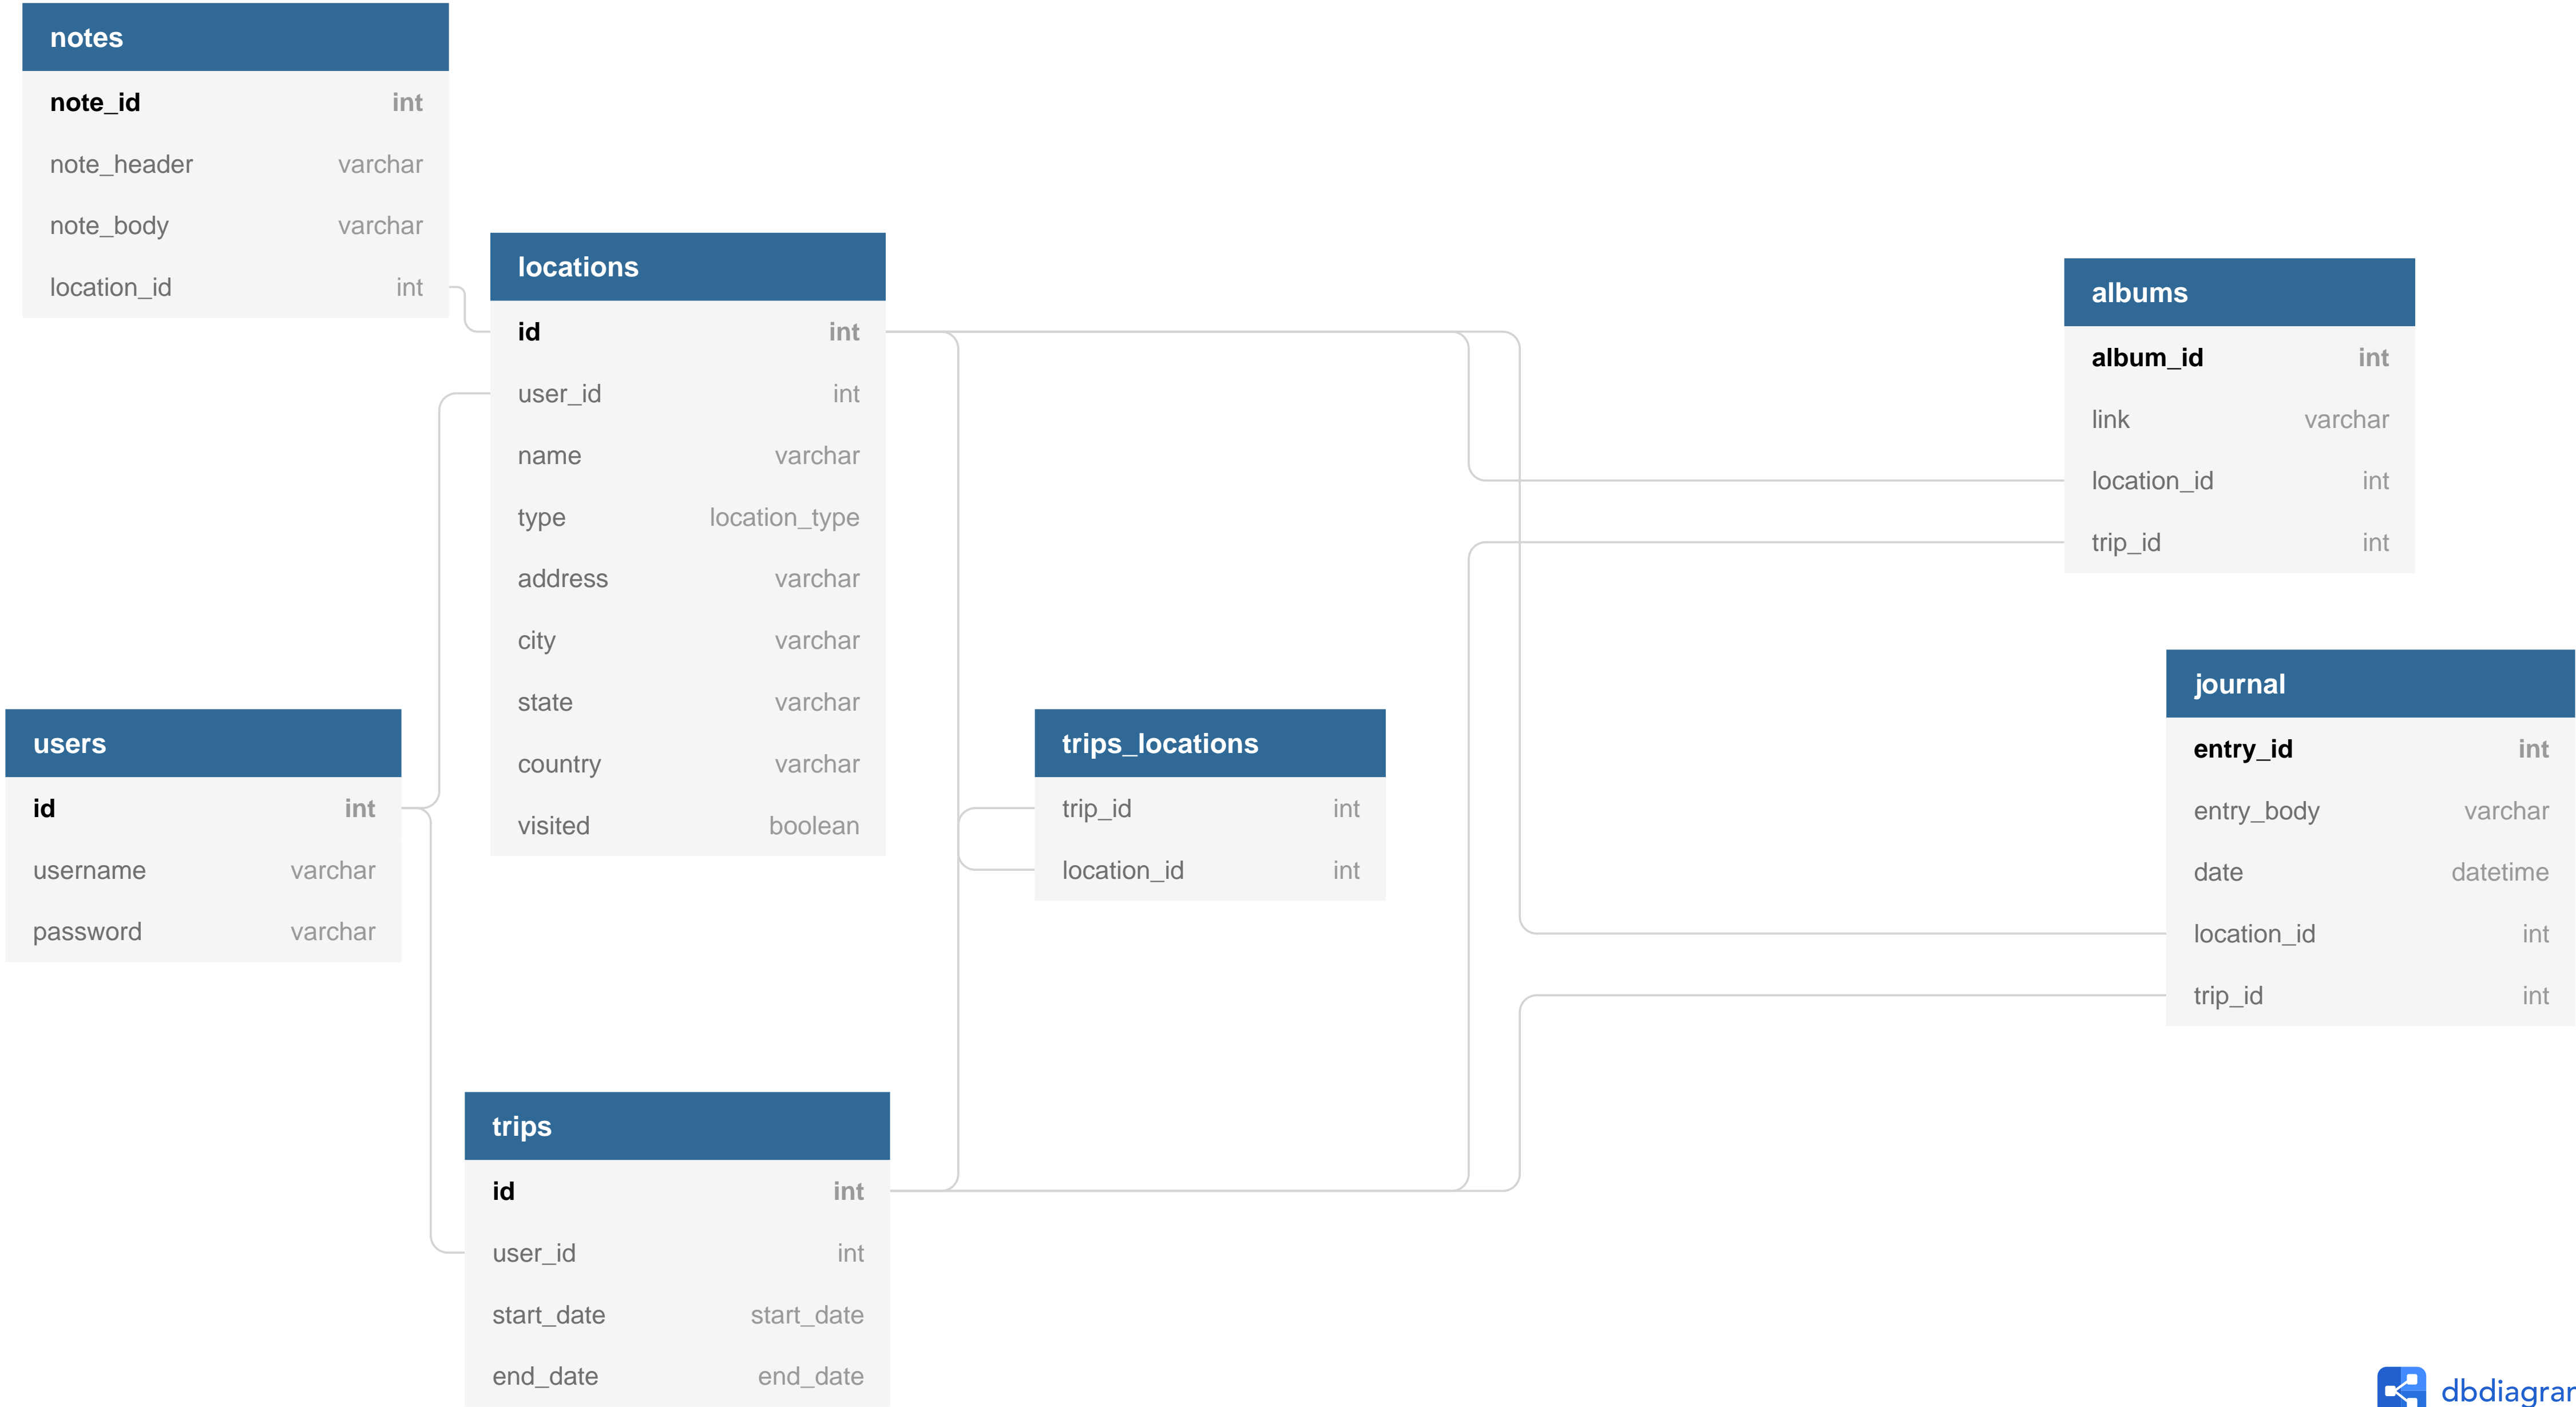 notes
note_id int
note_header varchar
note_body varchar
location_id int
locations
id int
user_id int
name varchar
type location_type
address varchar
city varchar
state varchar
country varchar
visited boolean
albums
album_id int
link varchar
location_id int
trip_id int
journal
entry_id int
entry_body varchar
date datetime
location_id int
trip_id int
users
id int
username varchar
password varchar
trips_locations
trip_id int
location_id int
trips
id int
user_id int
start_date start_date
end_date end_date